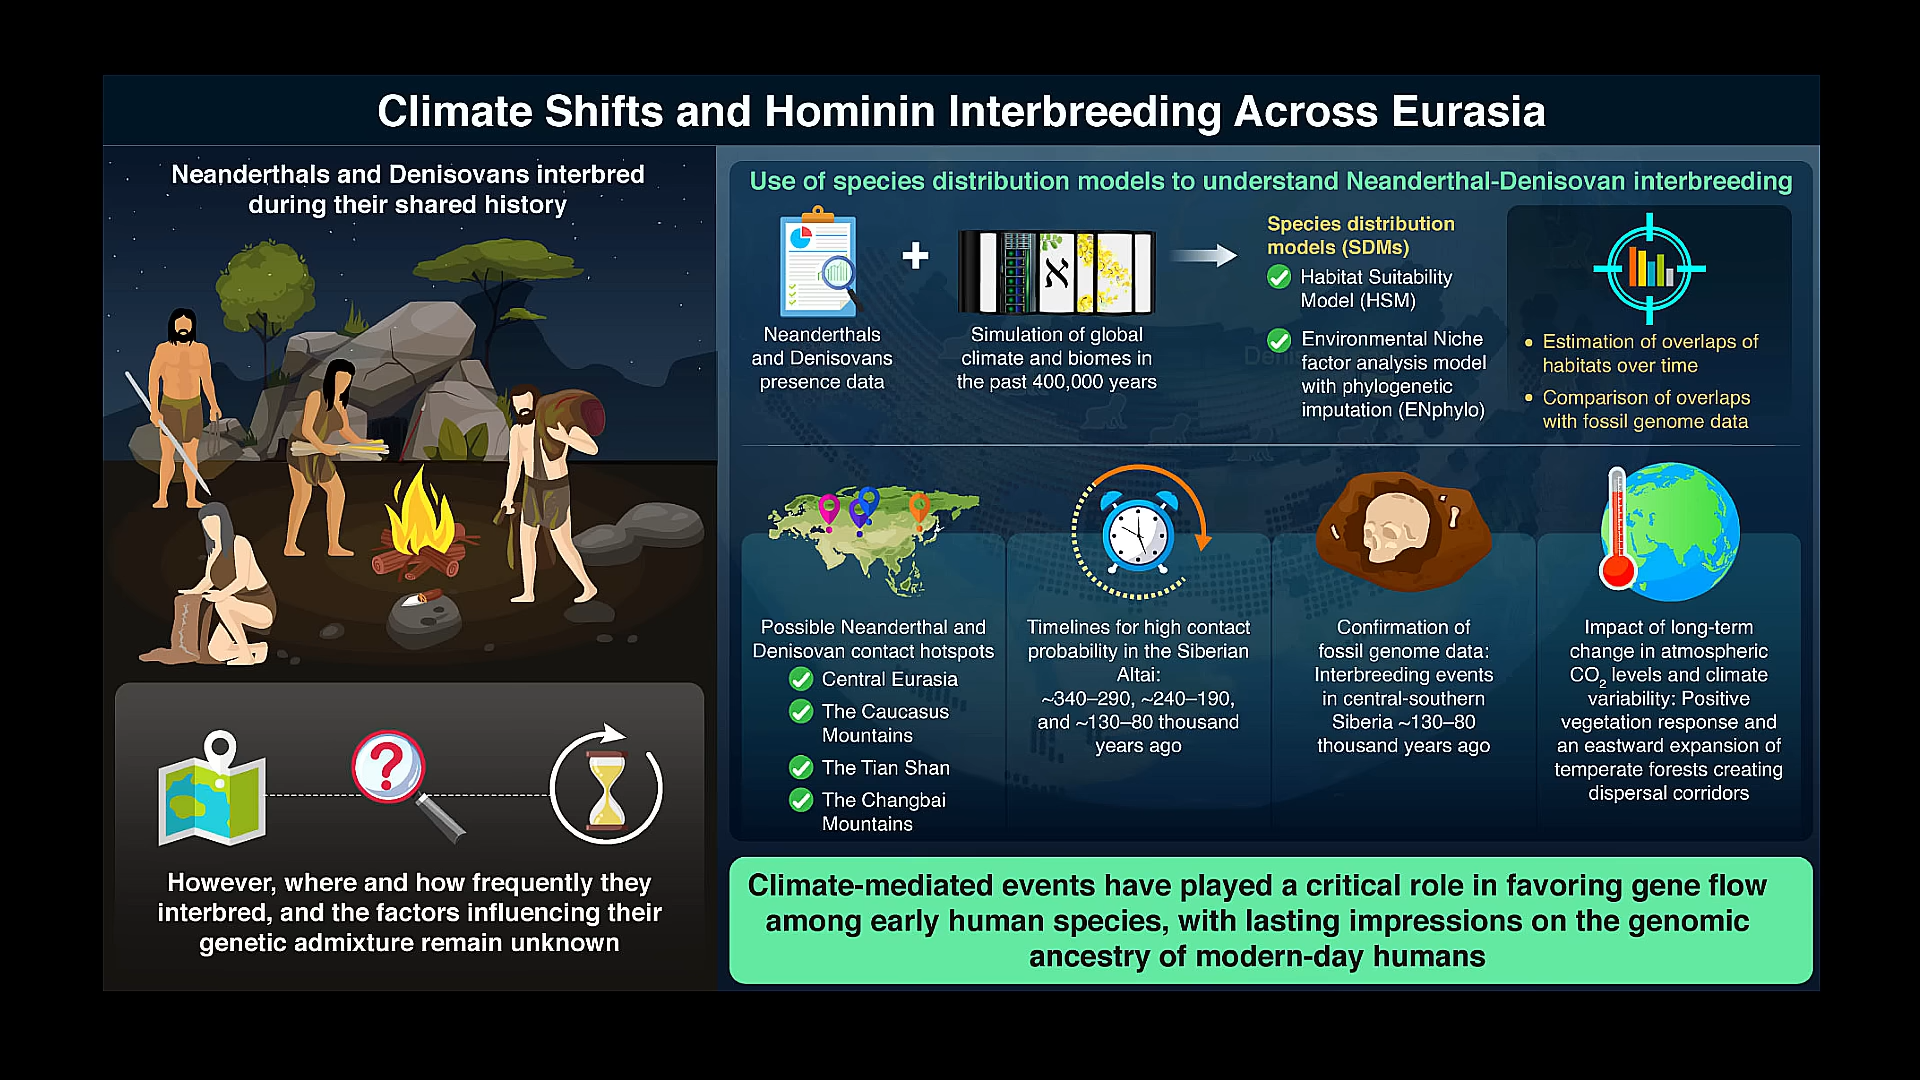 Climate Shifts and Hominin Interbreeding Across Eurasia
Neanderthals and Denisovans interbred
during their shared history
However, where and how frequently they
interbred, and the factors influencing their
genetic admixture remain unknown
Use of species distribution models to understand Neanderthal-Denisovan interbreeding
Neanderthals
and Denisovans
presence data
+
Simulation of global
climate and biomes in
the past 400,000 years
Species distribution
models (SDMs)
Habitat Suitability
Model (HSM)
Environmental Niche
factor analysis model
with phylogenetic
imputation (ENphylo)
• Estimation of overlaps of
habitats over time
• Comparison of overlaps
with fossil genome data
Possible Neanderthal and
Denisovan contact hotspots
Central Eurasia
The Caucasus
Mountains
The Tian Shan
The Changbai
Mountains
Timelines for high contact
probability in the Siberian
Altai:
~340–290, ~240–190,
and ~130–80 thousand
years ago
Confirmation of
fossil genome data:
Interbreeding events
in central-southern
Siberia ~130–80
thousand years ago
Impact of long-term
change in atmospheric
CO₂ levels and climate
variability: Positive
vegetation response and
an eastward expansion of
temperate forests creating
dispersal corridors
Climate-mediated events have played a critical role in favoring gene flow
among early human species, with lasting impressions on the genomic
ancestry of modern-day humans